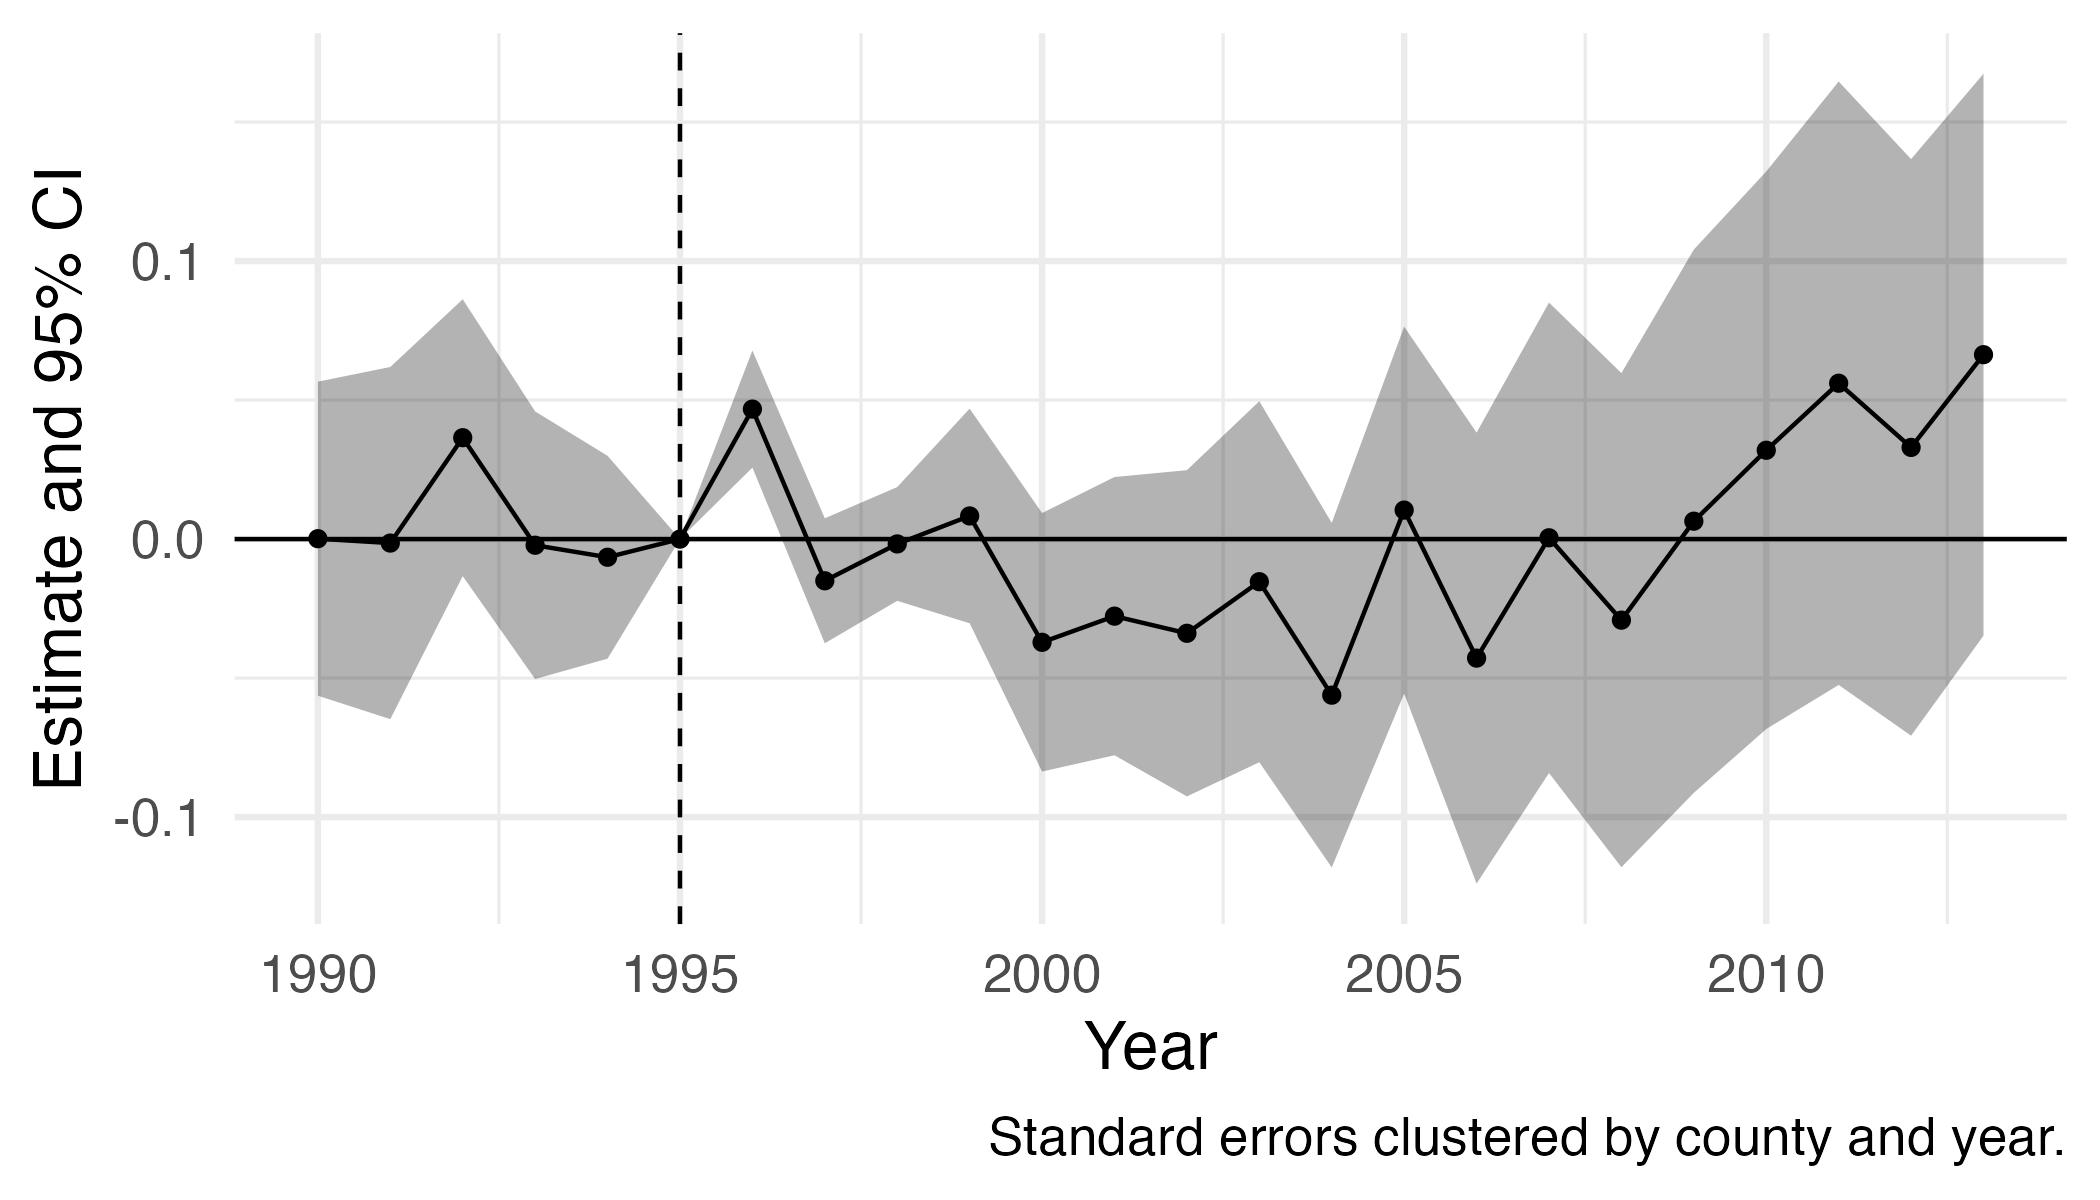 Estimate and 95% CI
0.1
0.0
-0.1
1990 1995 2000 2005 2010
Year
Standard errors clustered by county and year.